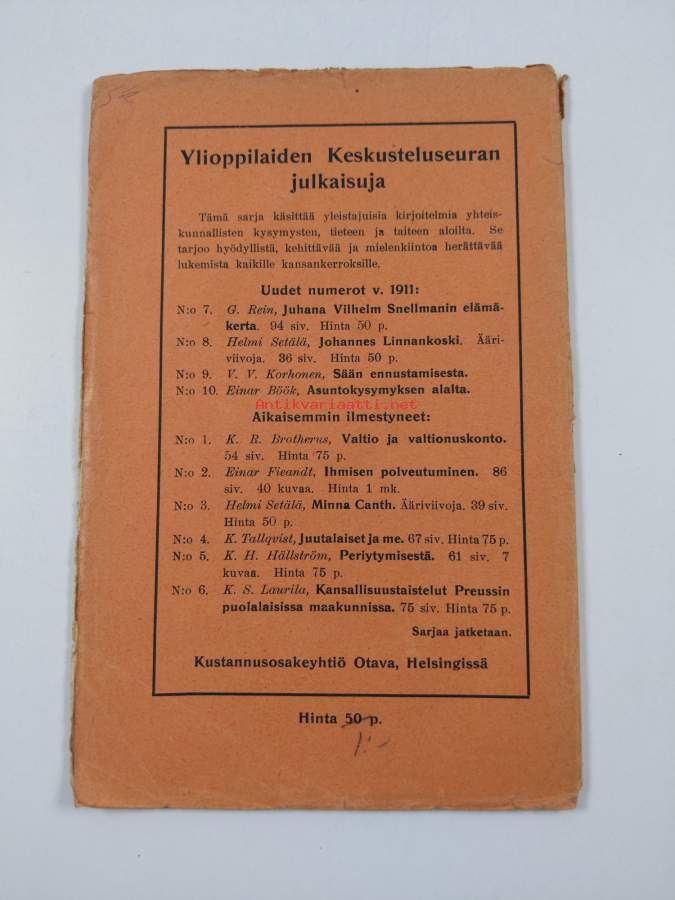 5€
Ylioppilaiden Keskusteluseuran
julkaisuja
Tämä sarja käsittää yleistajuisia kirjoitelmia yhteis-
kunnallisten kysymysten, tieteen ja taiteen aloilta. Se
tarjoo hyödyllistä, kehittävää ja mielenkiintoa herättävää
lukemista kaikille kansankerroksille.
Uudet numerot v. 1911:
N:o 7. G. Rein, Juhana Vilhelm Snellmanin elämä-
kerta. 94 siv. Hinta 50 p.
N:o 8. Helmi Setälä, Johannes Linnankoski. Ääri-
viivoja. 36 siv. Hinta 50 p.
N:o 9. V. V. Korhonen, Sään ennustamisesta.
N:o 10. Einar Böök, Asuntokysymyksen alalta.
Antikvariaatti.net
Aikaisemmin ilmestyneet:
N:o 1. K. R. Brotherus, Valtio ja valtionuskonto.
54 siv. Hinta 75 p.
N:o 2. Einar Fieandt, Ihmisen polveutuminen. 86
siv. 40 kuvaa. Hinta 1 mk.
N:o 3. Helmi Setälä, Minna Canth. Ääriviivoja. 39 siv.
Hinta 50 p.
N:o 4. K. Tallqvist, Juutalaiset ja me. 67 siv. Hinta 75 p.
N:o 5. K. H. Hällström, Periytymisestä. 61 siv. 7
kuvaa. Hinta 75 p.
N:o 6. K. S. Laurila, Kansallisuustaistelut Preussin
puolalaisissa maakunnissa. 75 siv. Hinta 75 p.
Sarjaa jatketaan.
Kustannusosakeyhtiö Otava, Helsingissä
Hinta 50 p.
1:-